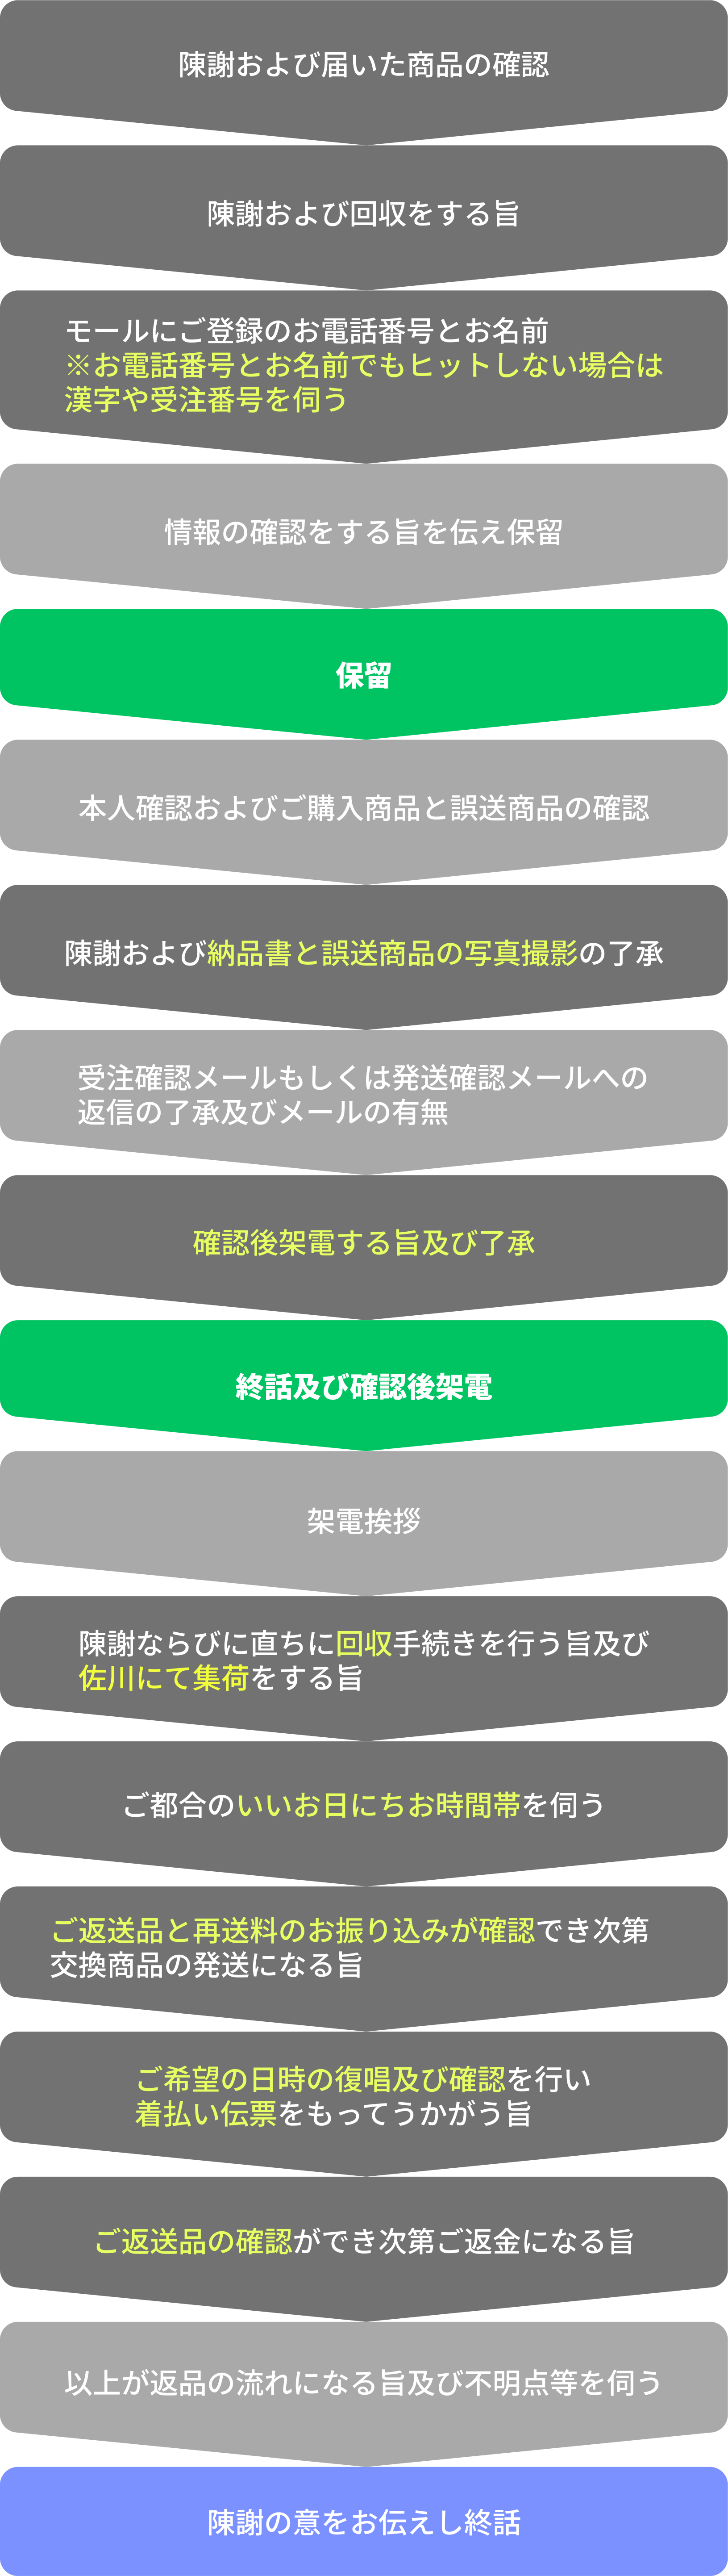 陳謝および届いた商品の確認
陳謝および回収をする旨
モールにご登録のお電話番号とお名前
※お電話番号とお名前でもヒットしない場合は
漢字や受注番号を伺う
情報の確認をする旨を伝え保留
保留
本人確認およびご購入商品と誤送商品の確認
陳謝および納品書と誤送商品の写真撮影の了承
受注確認メールもしくは発送確認メールへの
返信の了承及びメールの有無
確認後架電する旨及び了承
終話及び確認後架電
架電挨拶
陳謝ならびに直ちに回収手続きを行う旨及び
佐川にて集荷をする旨
ご都合のいいお日にちお時間帯を伺う
ご返送品と再送料のお振り込みが確認でき次第
交換商品の発送になる旨
ご希望の日時の復唱及び確認を行い
着払い伝票をもってうかがう旨
ご返送品の確認ができ次第ご返金になる旨
以上が返品の流れになる旨及び不明点等を伺う
陳謝の意をお伝えし終話